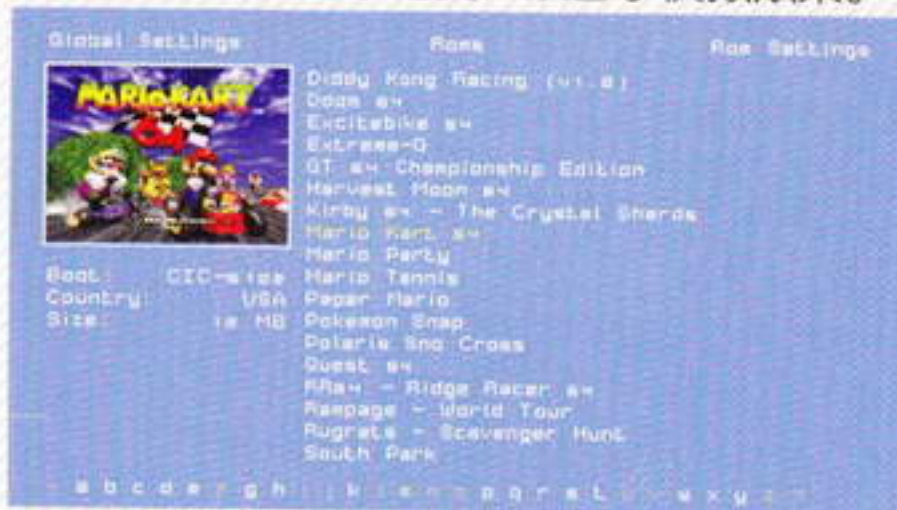 Global Settings Roms Rom Settings
MARIOKART
64
Diddy Kong Racing (v1.0)
Doom 64
Excitebike 64
Extreme-G
GT 64 Championship Edition
Harvest Moon 64
Kirby 64 - The Crystal Shards
Mario Kart 64
Mario Party
Boot: Mario Tennis
Country: USA Paper Mario
Size: MB Pokemon Snap
Polaris Sno Cross
Quest 64
RR64 - Ridge Racer 64
Rampage - World Tour
Rugrats - Scavenger Hunt
South Park
a b c d e g h k p q r s t w x y